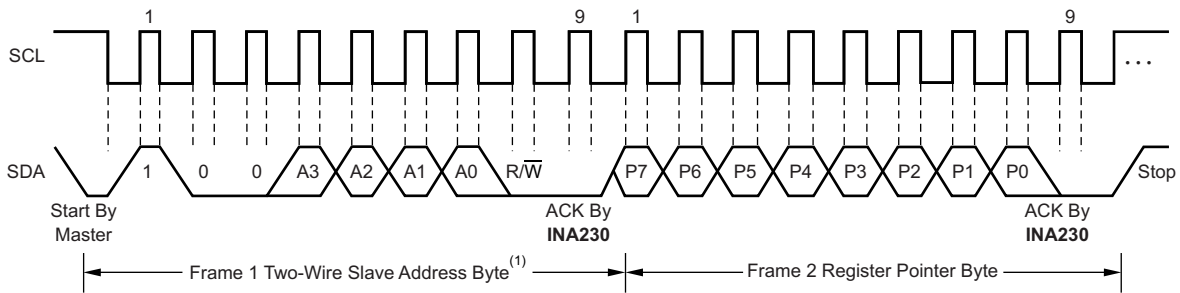 1 9 1 9
SCL ...
SDA 1 0 0 A3 A2 A1 A0 R/W P7 P6 P5 P4 P3 P2 P1 P0 Stop
Start By ACK By ACK By
Master INA230 INA230
Frame 1 Two-Wire Slave Address Byte(1) Frame 2 Register Pointer Byte